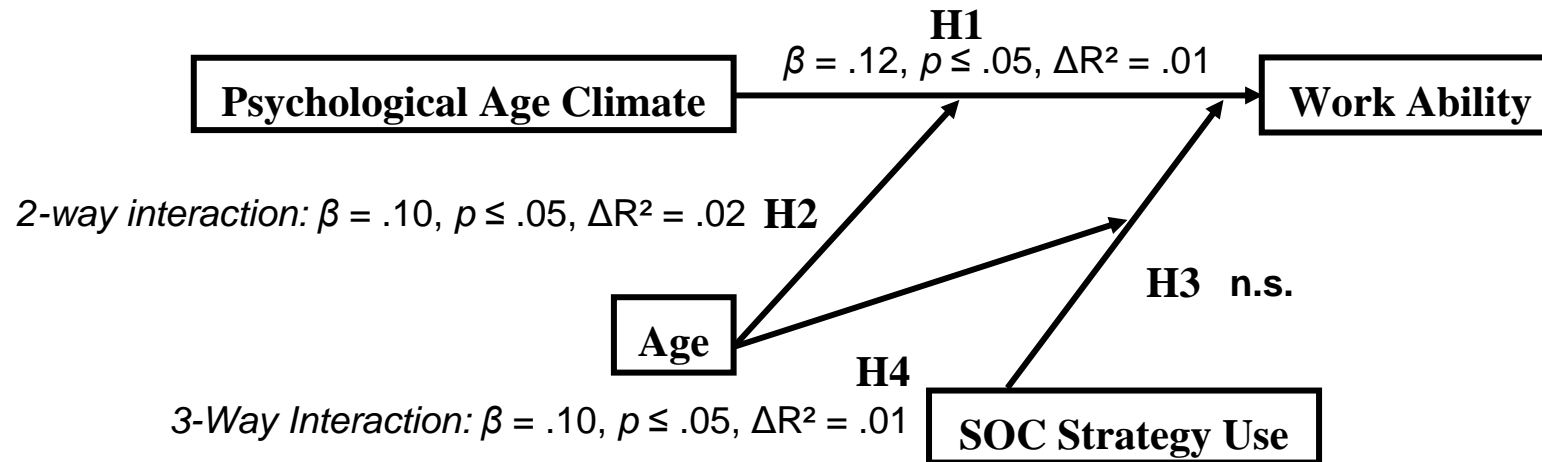 H1
β = .12, p ≤ .05, ΔR² = .01
Psychological Age Climate
Work Ability
2-way interaction: β = .10, p ≤ .05, ΔR² = .02 H2
H3 n.s.
Age
H4
3-Way Interaction: β = .10, p ≤ .05, ΔR² = .01
SOC Strategy Use